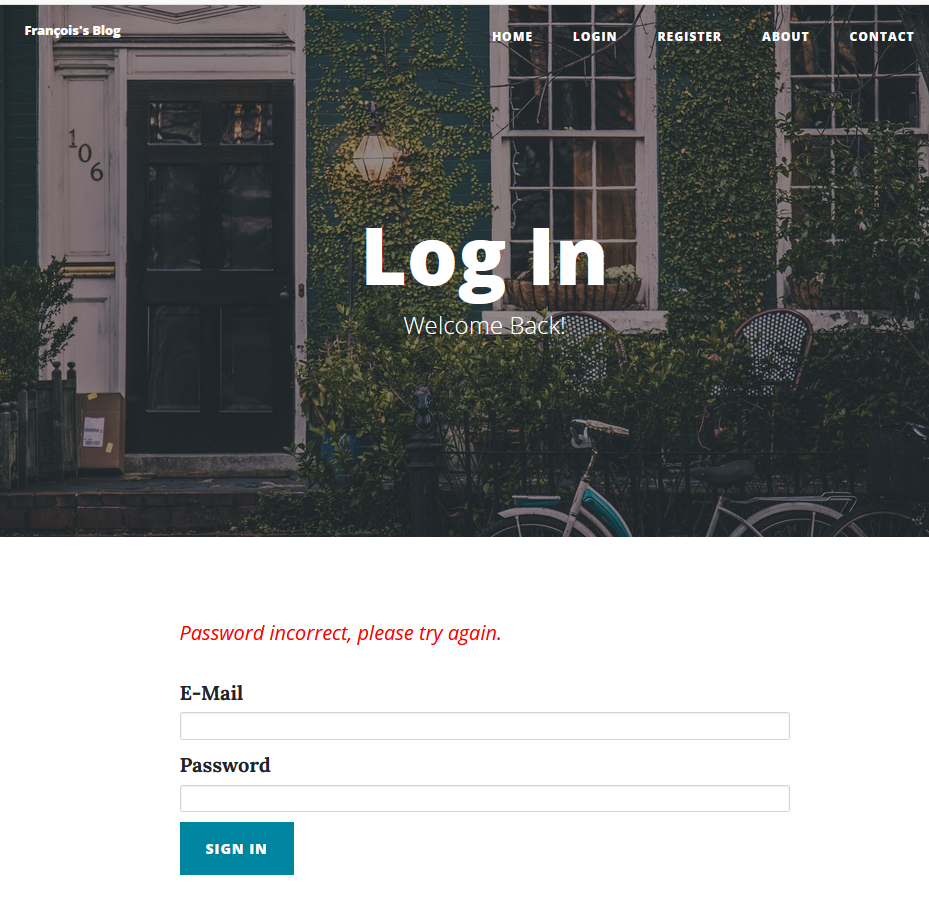 François's Blog
HOME LOGIN REGISTER ABOUT CONTACT
106
Log In
Welcome Back!
Password incorrect, please try again.
E-Mail
Password
SIGN IN